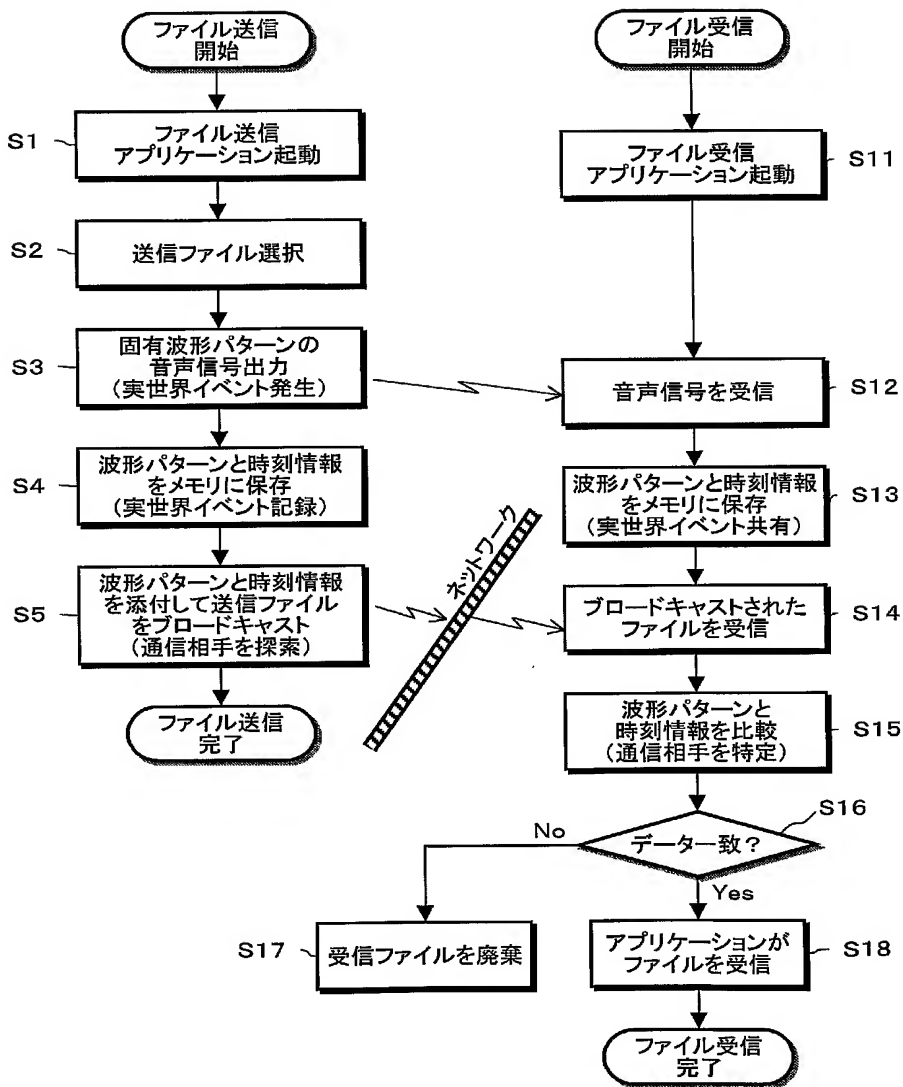 ファイル送信
開始
S1
ファイル送信
アプリケーション起動
S2
送信ファイル選択
S3
固有波形パターンの
音声信号出力
(実世界イベント発生)
S4
波形パターンと時刻情報
をメモリに保存
(実世界イベント記録)
S5
波形パターンと時刻情報
を添付して送信ファイル
をブロードキャスト
(通信相手を探索)
ファイル送信
完了
ネットワーク
ファイル受信
開始
ファイル受信
アプリケーション起動
S11
音声信号を受信
S12
波形パターンと時刻情報
をメモリに保存
(実世界イベント共有)
S13
ブロードキャストされた
ファイルを受信
S14
波形パターンと
時刻情報を比較
(通信相手を特定)
S15
データ一致?
S16
No
Yes
S17
受信ファイルを廃棄
アプリケーションが
ファイルを受信
S18
ファイル受信
完了